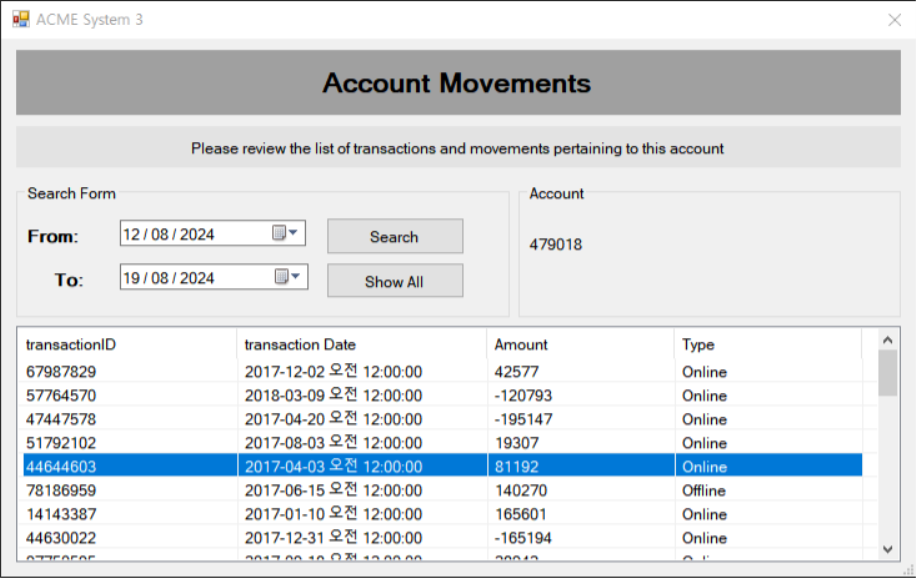 ACME System 3
Account Movements
Please review the list of transactions and movements pertaining to this account
Search Form
From: 12 / 08 / 2024 Search
To: 19 / 08 / 2024 Show All
Account
479018
transactionID transaction Date Amount Type
67987829 2017-12-02 오전 12:00:00 42577 Online
57764570 2018-03-09 오전 12:00:00 -120793 Online
47447578 2017-04-20 오전 12:00:00 -195147 Online
51792102 2017-08-03 오전 12:00:00 19307 Online
44644603 2017-04-03 오전 12:00:00 81192 Online
78186959 2017-06-15 오전 12:00:00 140270 Offline
14143387 2017-01-10 오전 12:00:00 165601 Online
44630022 2017-12-31 오전 12:00:00 -165194 Online